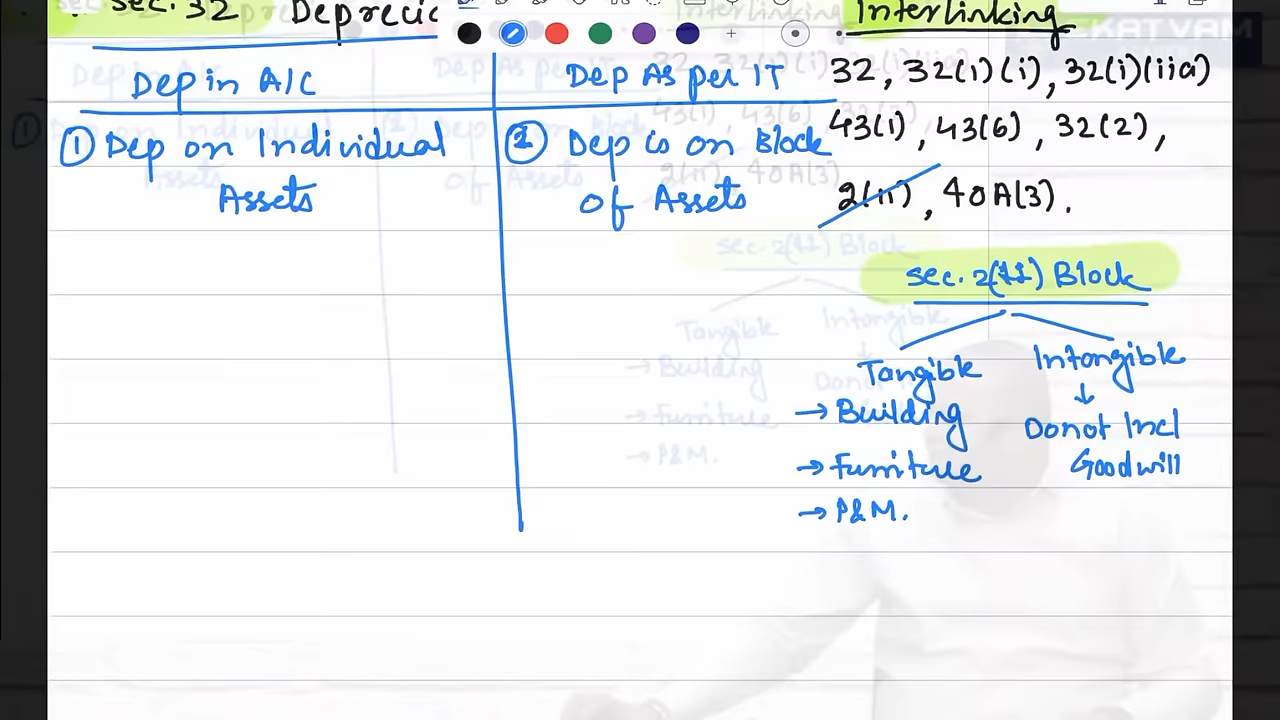 sec. 32 Deprecia
Interlinking
Dep in A/C
Dep As per IT
① Dep on Individual
Assets
② Dep is on Block
of Assets
32, 32(1)(i), 32(i)(iia)
43(1), 43(6), 32(2),
2(11), 40A(3).
sec. 2(11) Block
Tangible
→ Building
→ Furniture
→ P&M.
Intangible
↓
Donot Incl
Goodwill